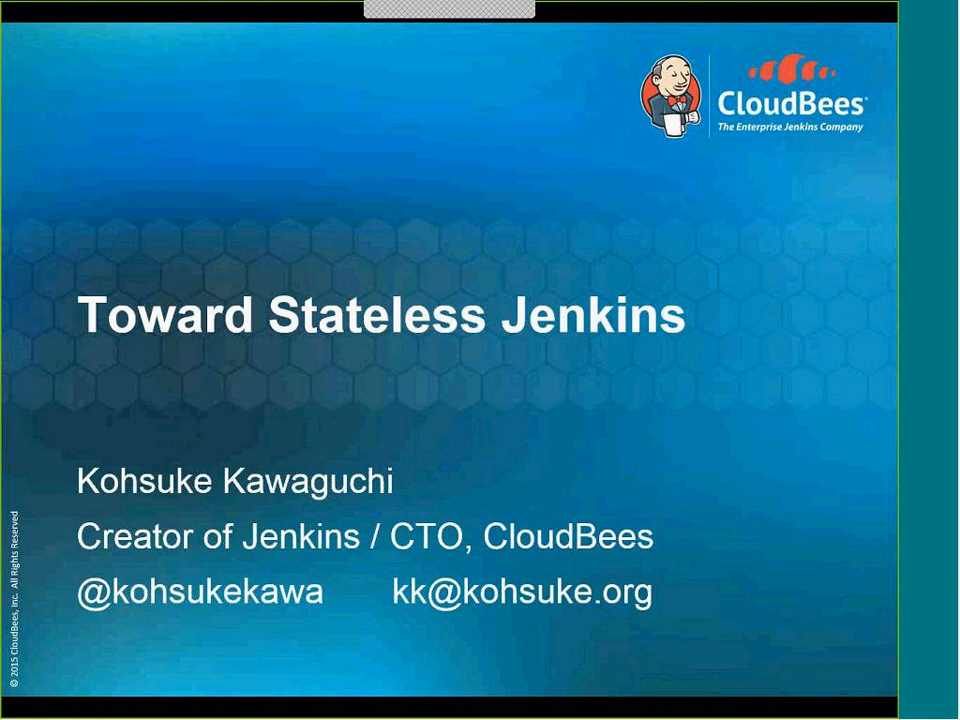 CloudBees
The Enterprise Jenkins Company
Toward Stateless Jenkins
Kohsuke Kawaguchi
Creator of Jenkins / CTO, CloudBees
@kohsukekawa kk@kohsuke.org
© 2015 CloudBees, Inc. All Rights Reserved